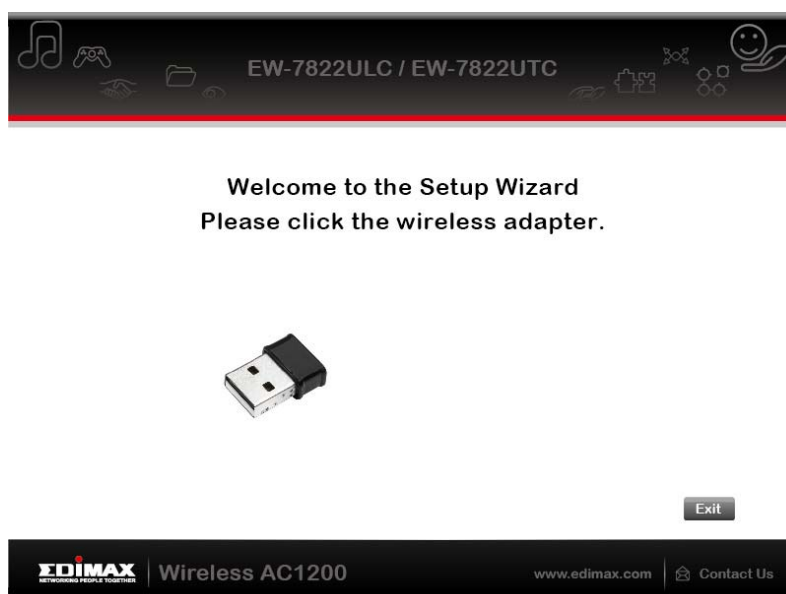 EW-7822ULC / EW-7822UTC
Welcome to the Setup Wizard
Please click the wireless adapter.
Exit
EDIMAX
NETWORKING PEOPLE TOGETHER
Wireless AC1200
www.edimax.com
Contact Us